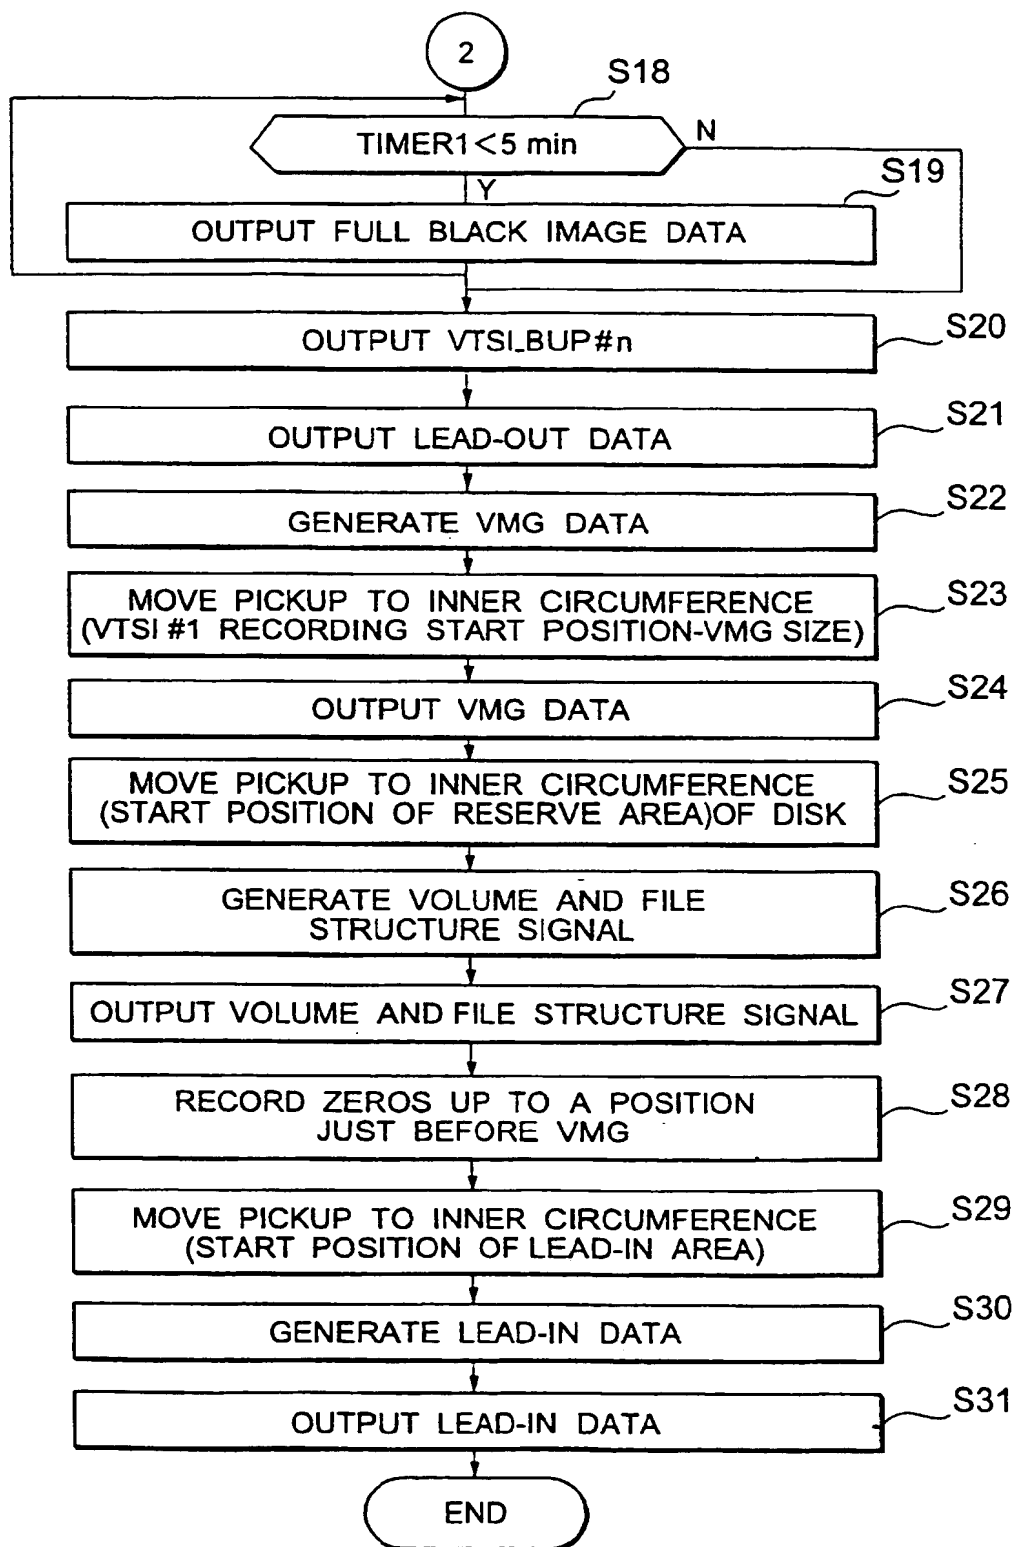 2
S18
TIMER1<5 min
N
Y
S19
OUTPUT FULL BLACK IMAGE DATA
OUTPUT VTSI_BUP#n
S20
OUTPUT LEAD-OUT DATA
S21
GENERATE VMG DATA
S22
MOVE PICKUP TO INNER CIRCUMFERENCE
(VTSI #1 RECORDING START POSITION-VMG SIZE)
S23
OUTPUT VMG DATA
S24
MOVE PICKUP TO INNER CIRCUMFERENCE
(START POSITION OF RESERVE AREA)OF DISK
S25
GENERATE VOLUME AND FILE
STRUCTURE SIGNAL
S26
OUTPUT VOLUME AND FILE STRUCTURE SIGNAL
S27
RECORD ZEROS UP TO A POSITION
JUST BEFORE VMG
S28
MOVE PICKUP TO INNER CIRCUMFERENCE
(START POSITION OF LEAD-IN AREA)
S29
GENERATE LEAD-IN DATA
S30
OUTPUT LEAD-IN DATA
S31
END